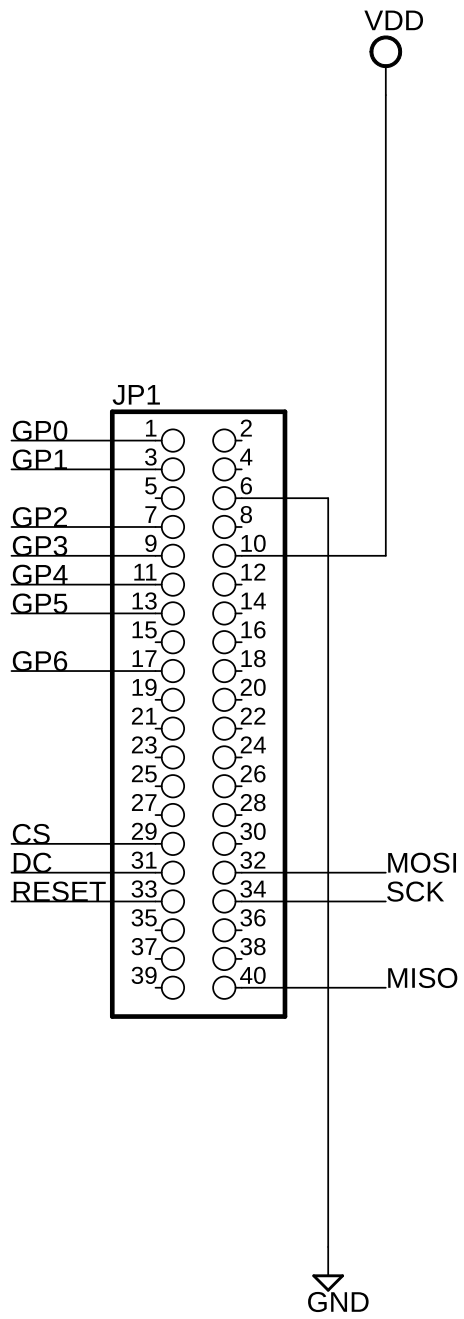 VDD
JP1
GP0 1 2
GP1 3 4
5 6
GP2 7 8
GP3 9 10
GP4 11 12
GP5 13 14
15 16
GP6 17 18
19 20
21 22
23 24
25 26
27 28
CS 29 30
DC 31 32 MOSI
RESET 33 34 SCK
35 36
37 38
39 40 MISO
GND